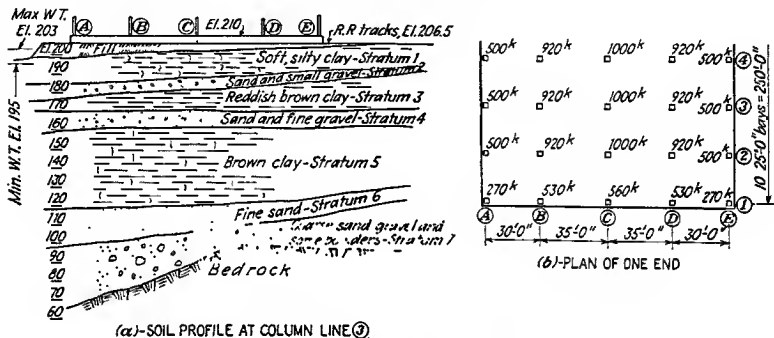 Max W.T.
El. 203
Min. W.T. El. 195
A B C D E
El. 210
R.R tracks, El. 206.5
El. 200
Fill
190
180
170
160
150
140
130
120
110
100
90
80
70
60
Soft, silty clay-Stratum 1
Sand and small gravel-Stratum 2
Reddish brown clay-Stratum 3
Sand and fine gravel-Stratum 4
Brown clay-Stratum 5
Fine sand-Stratum 6
sand gravel and
some boulders-Stratum 7
Bedrock
(a)-SOIL PROFILE AT COLUMN LINE 3
500k 920k 1000k 920k 500k 4
500k 920k 1000k 920k 500k 3
500k 920k 1000k 920k 500k 2
270k 530k 560k 530k 270k 1
A B C D E
30'-0" 35'-0" 35'-0" 30'-0"
10 25'-0" bays = 250'-0"
(b)-PLAN OF ONE END